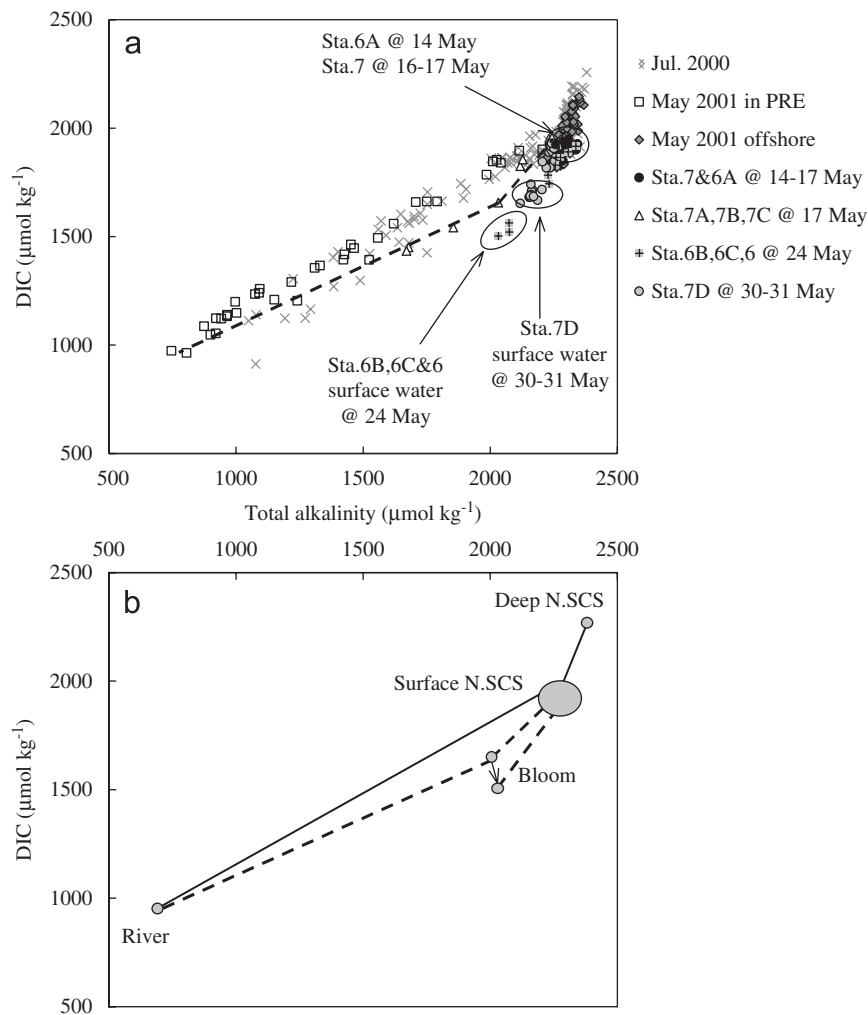 a
Sta.6A @ 14 May
Sta.7 @ 16-17 May
2500
2000
1500
1000
500
DIC (μmol kg-1)
Sta.6B,6C&6
surface water
@ 24 May
Sta.7D
surface water
@ 30-31 May
500 1000 1500 2000 2500
Total alkalinity (μmol kg-1)
Jul. 2000
May 2001 in PRE
May 2001 offshore
Sta.7&6A @ 14-17 May
Sta.7A,7B,7C @ 17 May
Sta.6B,6C,6 @ 24 May
Sta.7D @ 30-31 May
500 1000 1500 2000 2500
b
2500
2000
1500
1000
500
DIC (μmol kg-1)
Deep N.SCS
Surface N.SCS
Bloom
River